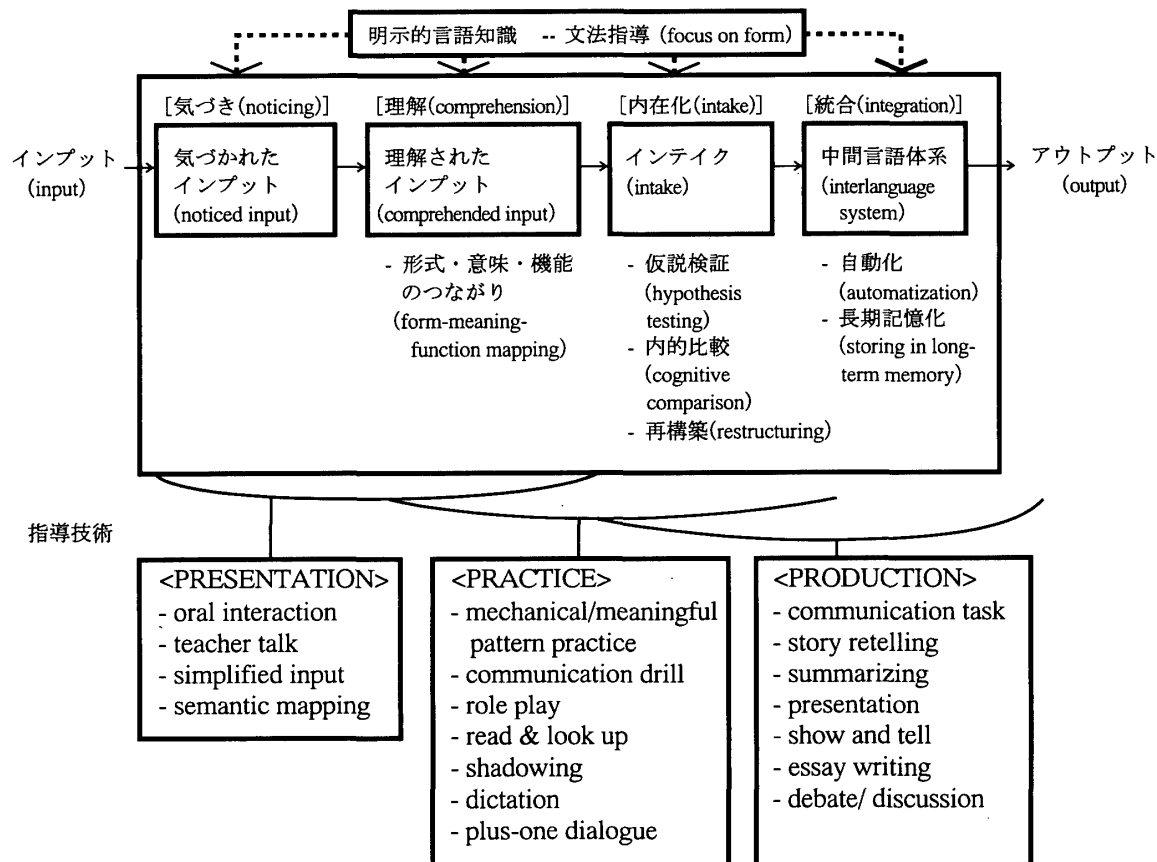 明示的言語知識 -- 文法指導 (focus on form)
[気づき(noticing)]
[理解(comprehension)]
[内在化(intake)]
[統合(integration)]
インプット
(input)
気づかれた
インプット
(noticed input)
理解された
インプット
(comprehended input)
インテイク
(intake)
中間言語体系
(interlanguage
system)
アウトプット
(output)
- 形式・意味・機能
のつながり
(form-meaning-
function mapping)
- 仮説検証
(hypothesis
testing)
- 内的比較
(cognitive
comparison)
- 再構築(restructuring)
- 自動化
(automatization)
- 長期記憶化
(storing in long-
term memory)
指導技術
<PRESENTATION>
- oral interaction
- teacher talk
- simplified input
- semantic mapping
<PRACTICE>
- mechanical/meaningful
pattern practice
- communication drill
- role play
- read & look up
- shadowing
- dictation
- plus-one dialogue
<PRODUCTION>
- communication task
- story retelling
- summarizing
- presentation
- show and tell
- essay writing
- debate/ discussion